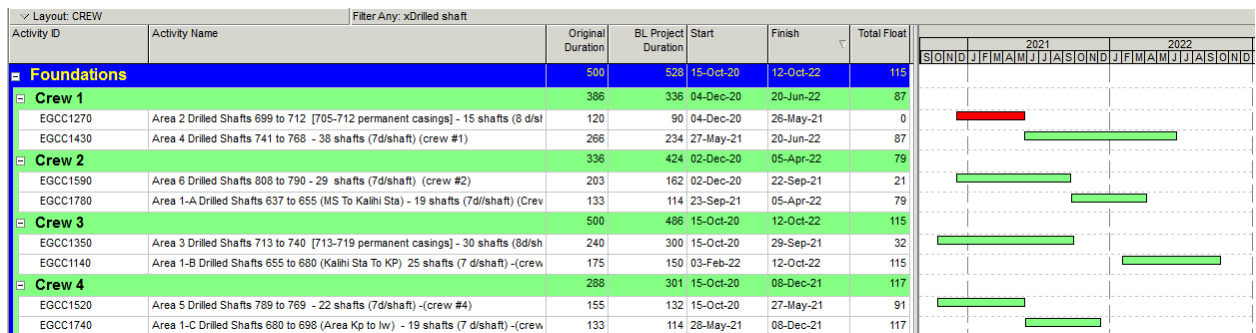 Layout: CREW Filter Any: xDrilled shaft
Activity ID Activity Name Original Duration BL Project Duration Start Finish Total Float 2021 2022
S O N D J F M A M J J A S O N D J F M A M J J A S O N D
Foundations 500 528 15-Oct-20 12-Oct-22 115
Crew 1 386 336 04-Dec-20 20-Jun-22 87
EGCC1270 Area 2 Drilled Shafts 699 to 712 [705-712 permanent casings] - 15 shafts (8 d/sh 120 90 04-Dec-20 26-May-21 0
EGCC1430 Area 4 Drilled Shafts 741 to 768 - 38 shafts (7d/shaft) (crew #1) 266 234 27-May-21 20-Jun-22 87
Crew 2 336 424 02-Dec-20 05-Apr-22 79
EGCC1590 Area 6 Drilled Shafts 808 to 790 - 29 shafts (7d/shaft) (crew #2) 203 162 02-Dec-20 22-Sep-21 21
EGCC1780 Area 1-A Drilled Shafts 637 to 655 (MS To Kalihi Sta) - 19 shafts (7d//shaft) (Crew 133 114 23-Sep-21 05-Apr-22 79
Crew 3 500 486 15-Oct-20 12-Oct-22 115
EGCC1350 Area 3 Drilled Shafts 713 to 740 [713-719 permanent casings] - 30 shafts (8d/sh 240 300 15-Oct-20 29-Sep-21 32
EGCC1140 Area 1-B Drilled Shafts 655 to 680 (Kalihi Sta To KP) 25 shafts (7 d/shaft) -(crew 175 150 03-Feb-22 12-Oct-22 115
Crew 4 288 301 15-Oct-20 08-Dec-21 117
EGCC1520 Area 5 Drilled Shafts 789 to 769 - 22 shafts (7d/shaft) -(crew #4) 155 132 15-Oct-20 27-May-21 91
EGCC1740 Area 1-C Drilled Shafts 680 to 698 (Area Kp to Iw) - 19 shafts (7 d/shaft) -(crew 133 114 28-May-21 08-Dec-21 117